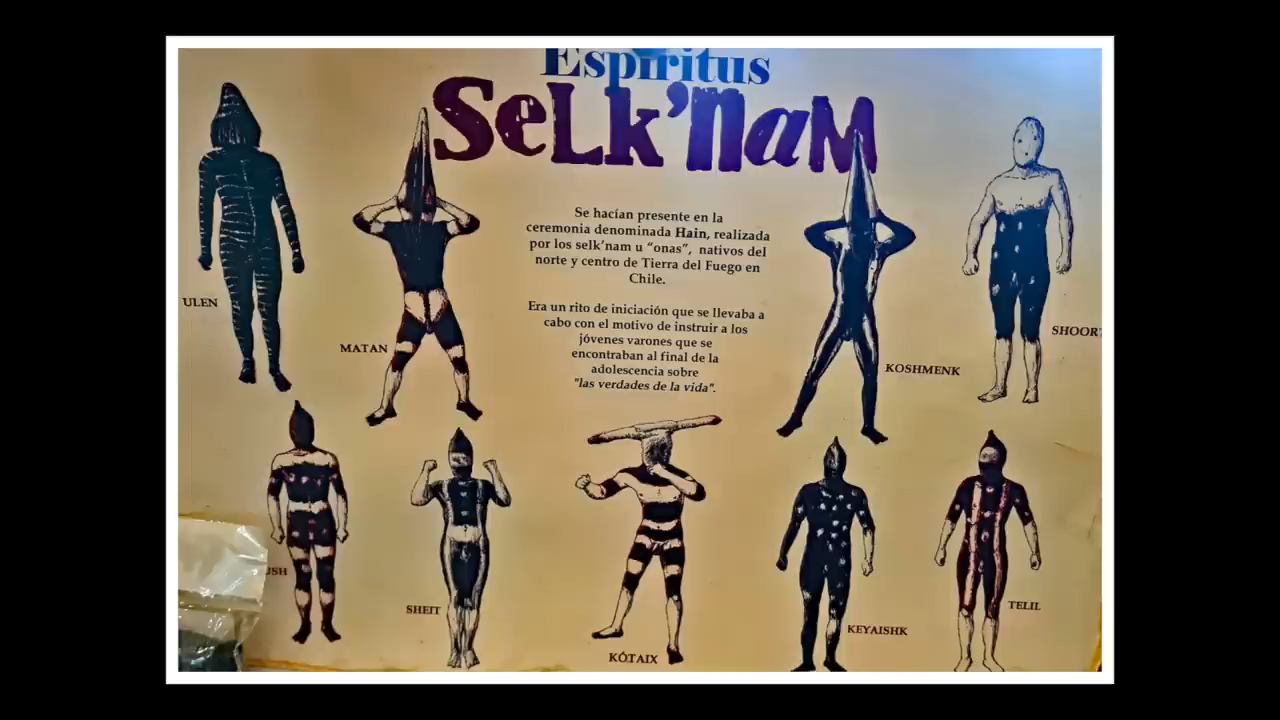 Espíritus
SeLk'naM
Se hacían presente en la
ceremonia denominada Hain, realizada
por los selk'nam u "onas", nativos del
norte y centro de Tierra del Fuego en
Chile.
Era un rito de iniciación que se llevaba a
cabo con el motivo de instruir a los
jóvenes varones que se
encontraban al final de la
adolescencia sobre
"las verdades de la vida".
ULEN
MATAN
KOSHMENK
SHOORT
SHEIT
KÓTAIX
KEYAISHK
TELIL